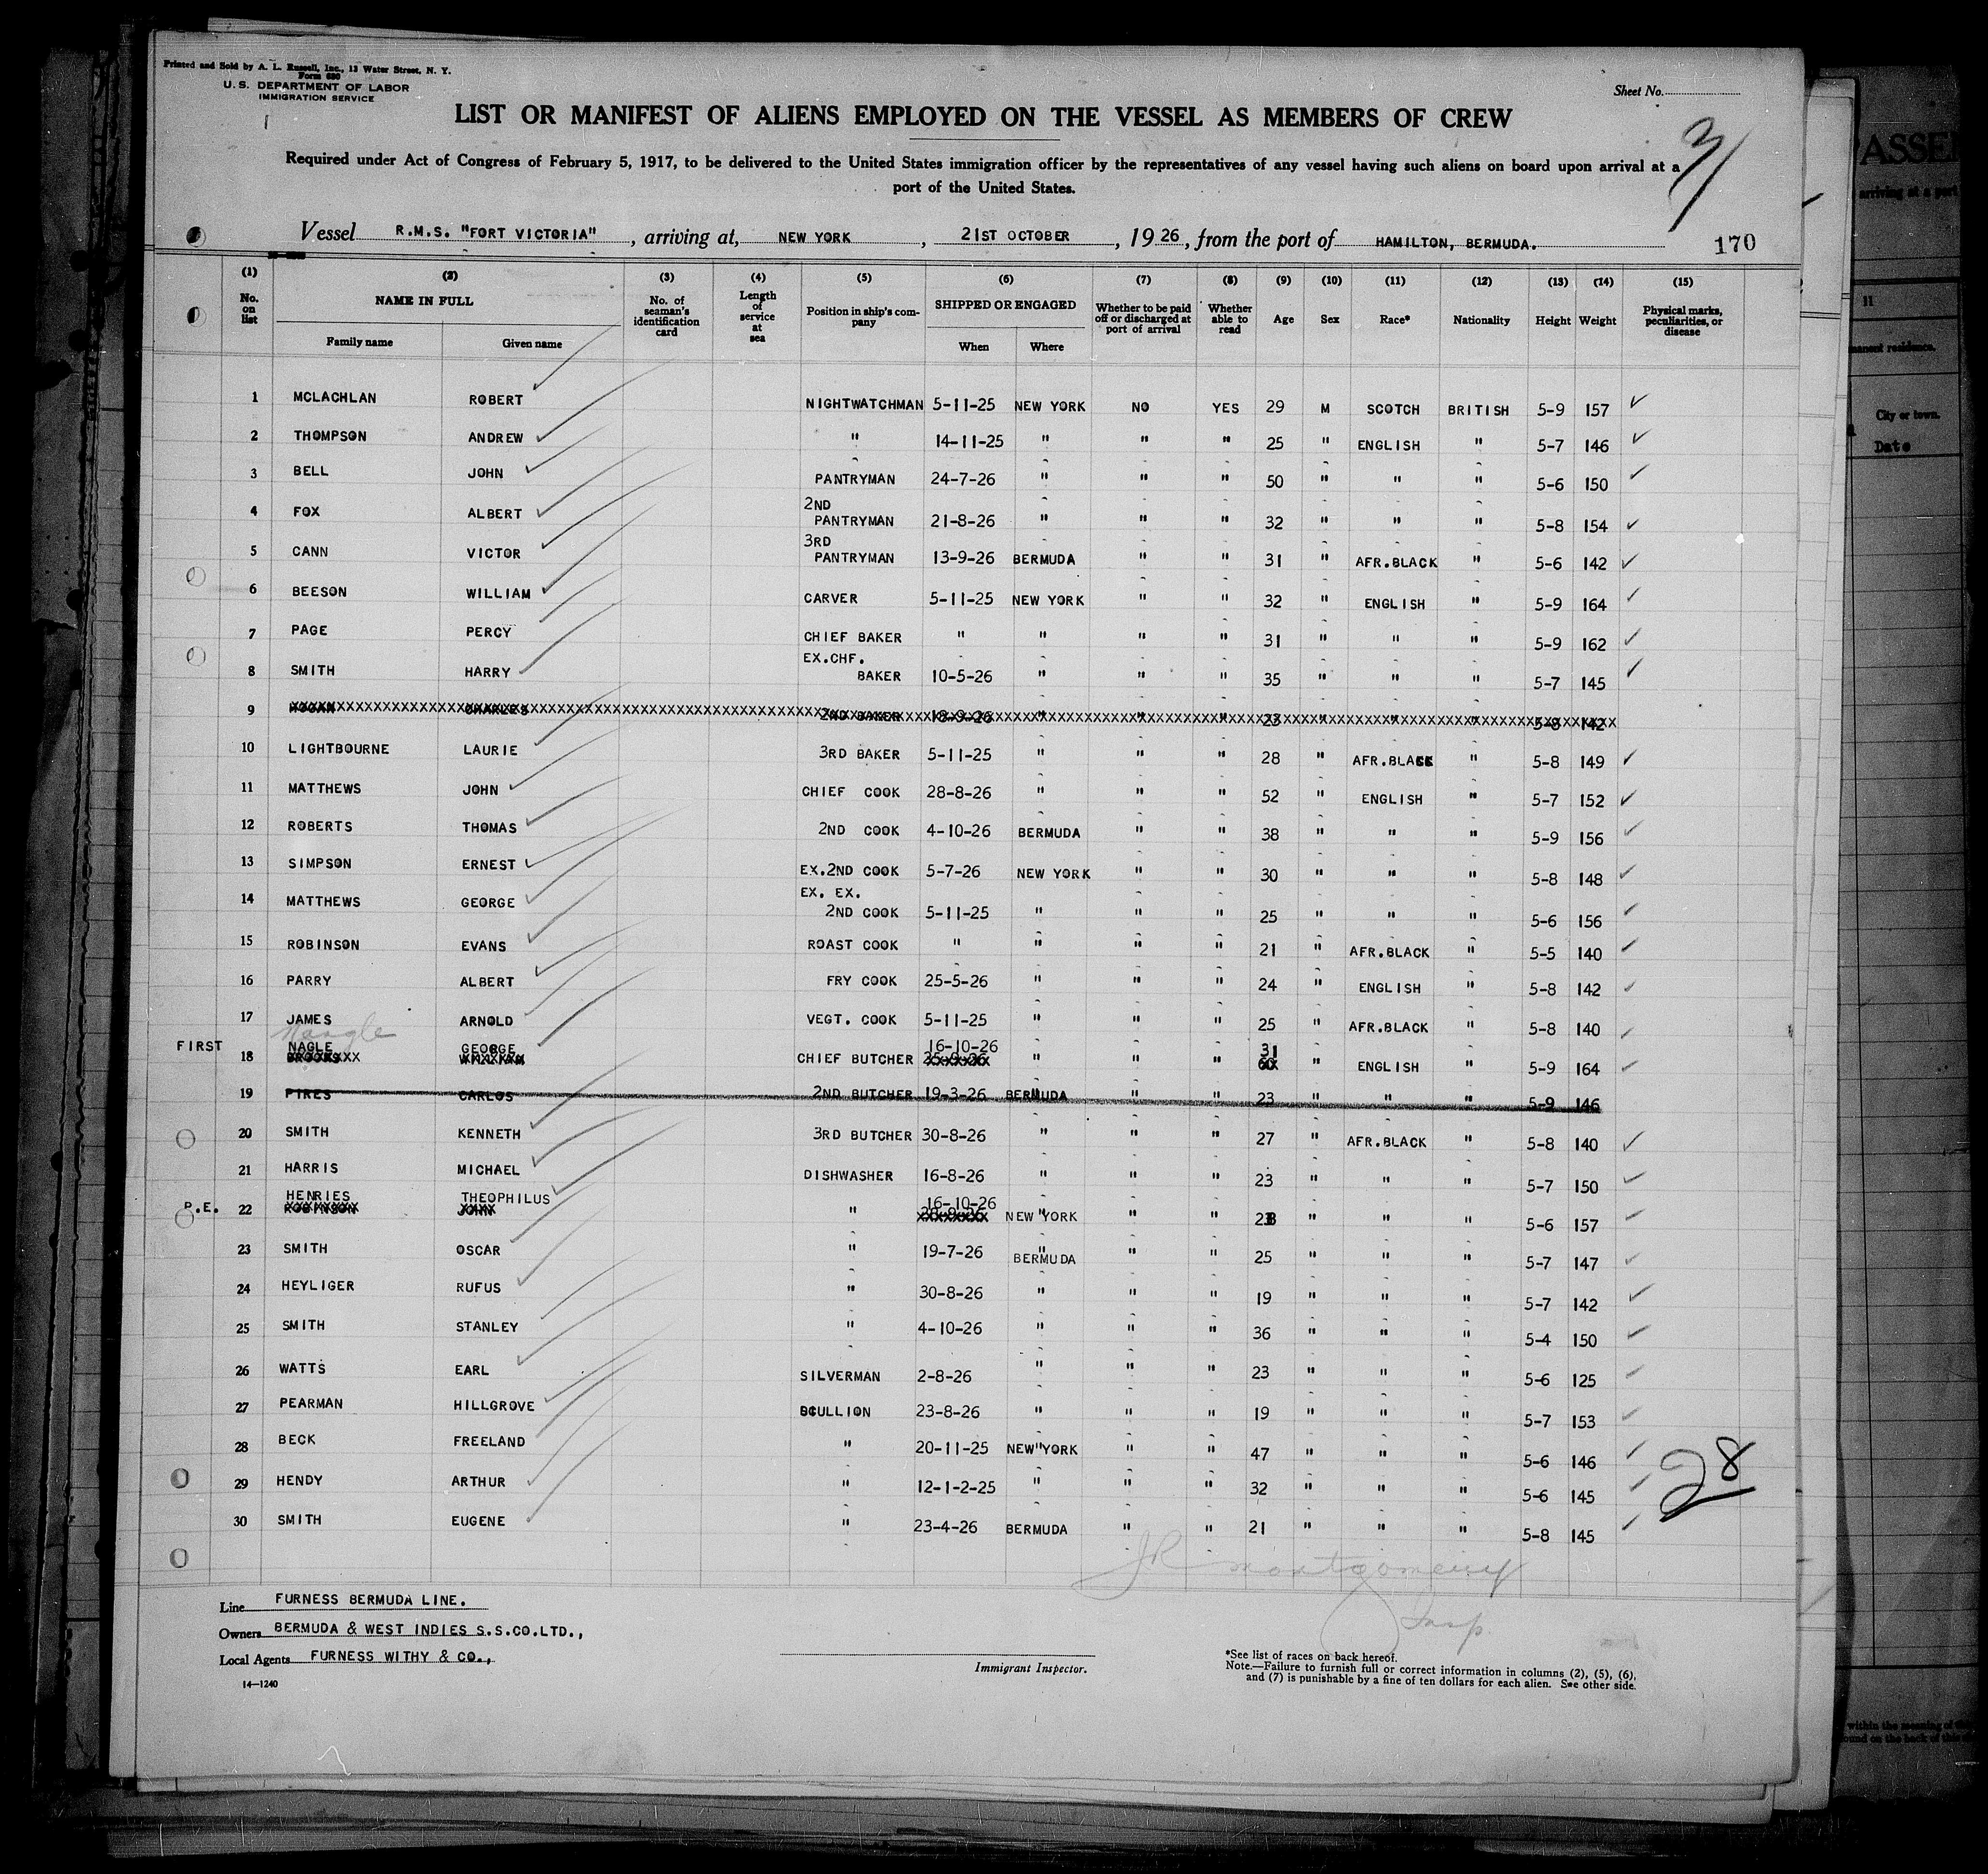 Printed and Sold by A. L. Russell, Inc., 12 Water Street, N. Y.
Form 680
U. S. DEPARTMENT OF LABOR
IMMIGRATION SERVICE
Sheet No.
LIST OR MANIFEST OF ALIENS EMPLOYED ON THE VESSEL AS MEMBERS OF CREW
Required under Act of Congress of February 5, 1917, to be delivered to the United States immigration officer by the representatives of any vessel having such aliens on board upon arrival at a
port of the United States.
Vessel R.M.S. "FORT VICTORIA", arriving at, NEW YORK, 21ST OCTOBER, 1926, from the port of HAMILTON, BERMUDA.
170
(1) No. on list (2) NAME IN FULL Family name Given name (3) No. of seaman's identification card (4) Length of service at sea (5) Position in ship's company (6) SHIPPED OR ENGAGED When Where (7) Whether to be paid off or discharged at port of arrival (8) Whether able to read (9) Age (10) Sex (11) Race* (12) Nationality (13) Height (14) Weight (15) Physical marks, peculiarities, or disease
1 MCLACHLAN ROBERT NIGHTWATCHMAN 5-11-25 NEW YORK NO YES 29 M SCOTCH BRITISH 5-9 157
2 THOMPSON ANDREW " 14-11-25 " " " 25 " ENGLISH " 5-7 146
3 BELL JOHN PANTRYMAN 24-7-26 " " " 50 " " " 5-6 150
4 FOX ALBERT 2ND PANTRYMAN 21-8-26 " " " 32 " " " 5-8 154
5 CANN VICTOR 3RD PANTRYMAN 13-9-26 BERMUDA " " 31 " AFR.BLACK " 5-6 142
6 BEESON WILLIAM CARVER 5-11-25 NEW YORK " " 32 " ENGLISH " 5-9 164
7 PAGE PERCY CHIEF BAKER " " " " 31 " " " 5-9 162
8 SMITH HARRY EX.CHF. BAKER 10-5-26 " " " 35 " " " 5-7 145
9 CHARLES 2ND BAKER 18-9-26 " " " 23 " " " 5-8 142
10 LIGHTBOURNE LAURIE 3RD BAKER 5-11-25 " " " 28 " AFR.BLACK " 5-8 149
11 MATTHEWS JOHN CHIEF COOK 28-8-26 " " " 52 " ENGLISH " 5-7 152
12 ROBERTS THOMAS 2ND COOK 4-10-26 BERMUDA " " 38 " " " 5-9 156
13 SIMPSON ERNEST EX.2ND COOK 5-7-26 NEW YORK " " 30 " " " 5-8 148
14 MATTHEWS GEORGE EX. EX. 2ND COOK 5-11-25 " " " 25 " " " 5-6 156
15 ROBINSON EVANS ROAST COOK " " " " 21 " AFR.BLACK " 5-5 140
16 PARRY ALBERT FRY COOK 25-5-26 " " " 24 " ENGLISH " 5-8 142
17 JAMES ARNOLD VEGT. COOK 5-11-25 " " " 25 " AFR.BLACK " 5-8 140
Naogle
FIRST 18 NAGLE GEORGE CHIEF BUTCHER 16-10-26 " " " 31 " ENGLISH " 5-9 164
19 PIRES CARLOS 2ND BUTCHER 19-3-26 BERMUDA " " 23 " " " 5-9 146
20 SMITH KENNETH 3RD BUTCHER 30-8-26 " " " 27 " AFR.BLACK " 5-8 140
21 HARRIS MICHAEL DISHWASHER 16-8-26 " " " 23 " " " 5-7 150
P.E. 22 HENRIES THEOPHILUS " 16-10-26 NEW YORK " " 23 " " " 5-6 157
23 SMITH OSCAR " 19-7-26 BERMUDA " " 25 " " " 5-7 147
24 HEYLIGER RUFUS " 30-8-26 " " " 19 " " " 5-7 142
25 SMITH STANLEY " 4-10-26 " " " 36 " " " 5-4 150
26 WATTS EARL SILVERMAN 2-8-26 " " " 23 " " " 5-6 125
27 PEARMAN HILLGROVE SCULLION 23-8-26 " " " 19 " " " 5-7 153
28 BECK FREELAND " 20-11-25 NEW YORK " " 47 " " " 5-6 146
29 HENDY ARTHUR " 12-1-2-25 " " " 32 " " " 5-6 145
30 SMITH EUGENE " 23-4-26 BERMUDA " " 21 " " " 5-8 145
28
JR Montgomery
Insp.
Line FURNESS BERMUDA LINE.
Owners BERMUDA & WEST INDIES S.S.CO.LTD.,
Local Agents FURNESS WITHY & CO.,
14—1240
Immigrant Inspector.
*See list of races on back hereof.
Note.—Failure to furnish full or correct information in columns (2), (5), (6),
and (7) is punishable by a fine of ten dollars for each alien. See other side.